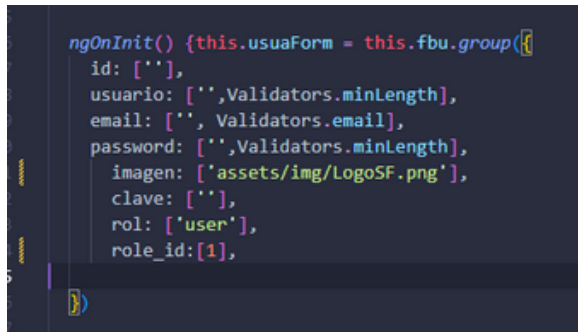 ngOnInit() {this.usuaForm = this.fbu.group({
id: [''],
usuario: ['',Validators.minLength],
email: ['', Validators.email],
password: ['',Validators.minLength],
imagen: ['assets/img/LogoSF.png'],
clave: [''],
rol: ['user'],
role_id:[1],
})